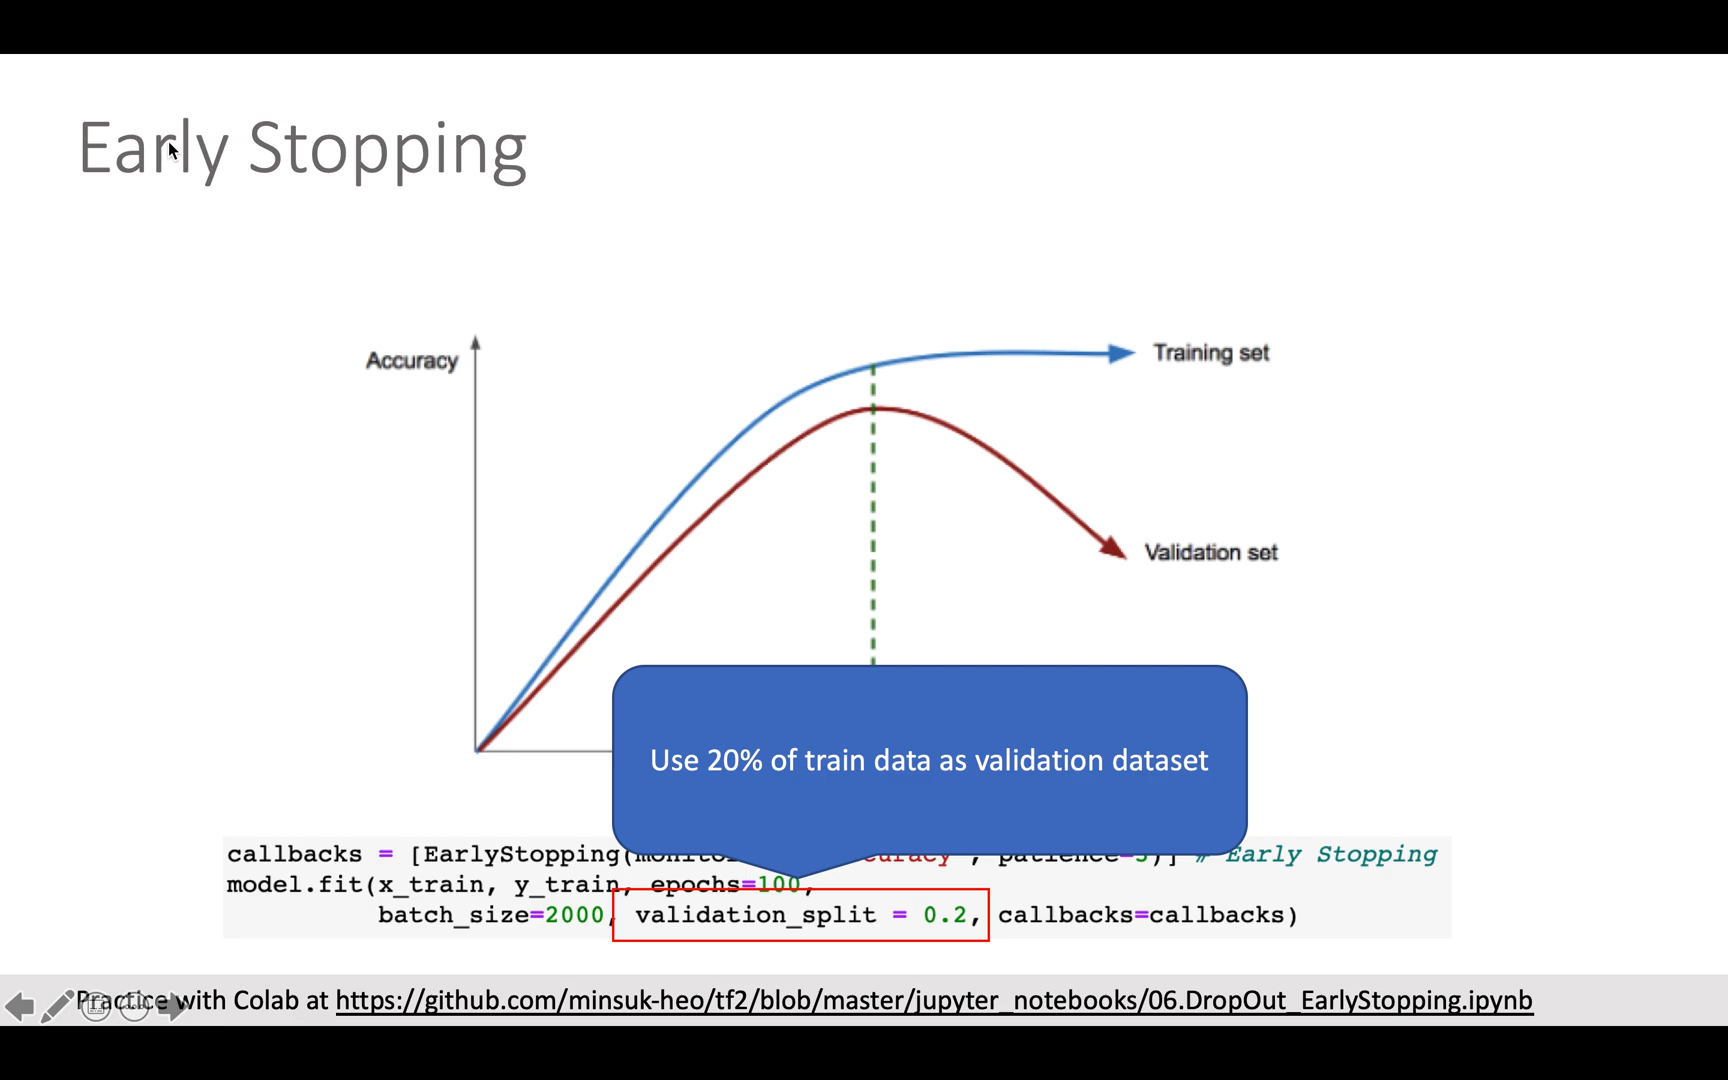 Early Stopping
Accuracy
Training set
Validation set
Use 20% of train data as validation dataset
callbacks = [EarlyStopping( # Early Stopping
model.fit(x_train, y_train, epochs=100,
batch_size=2000, validation_split = 0.2, callbacks=callbacks)
Practice with Colab at https://github.com/minsuk-heo/tf2/blob/master/jupyter_notebooks/06.DropOut_EarlyStopping.ipynb